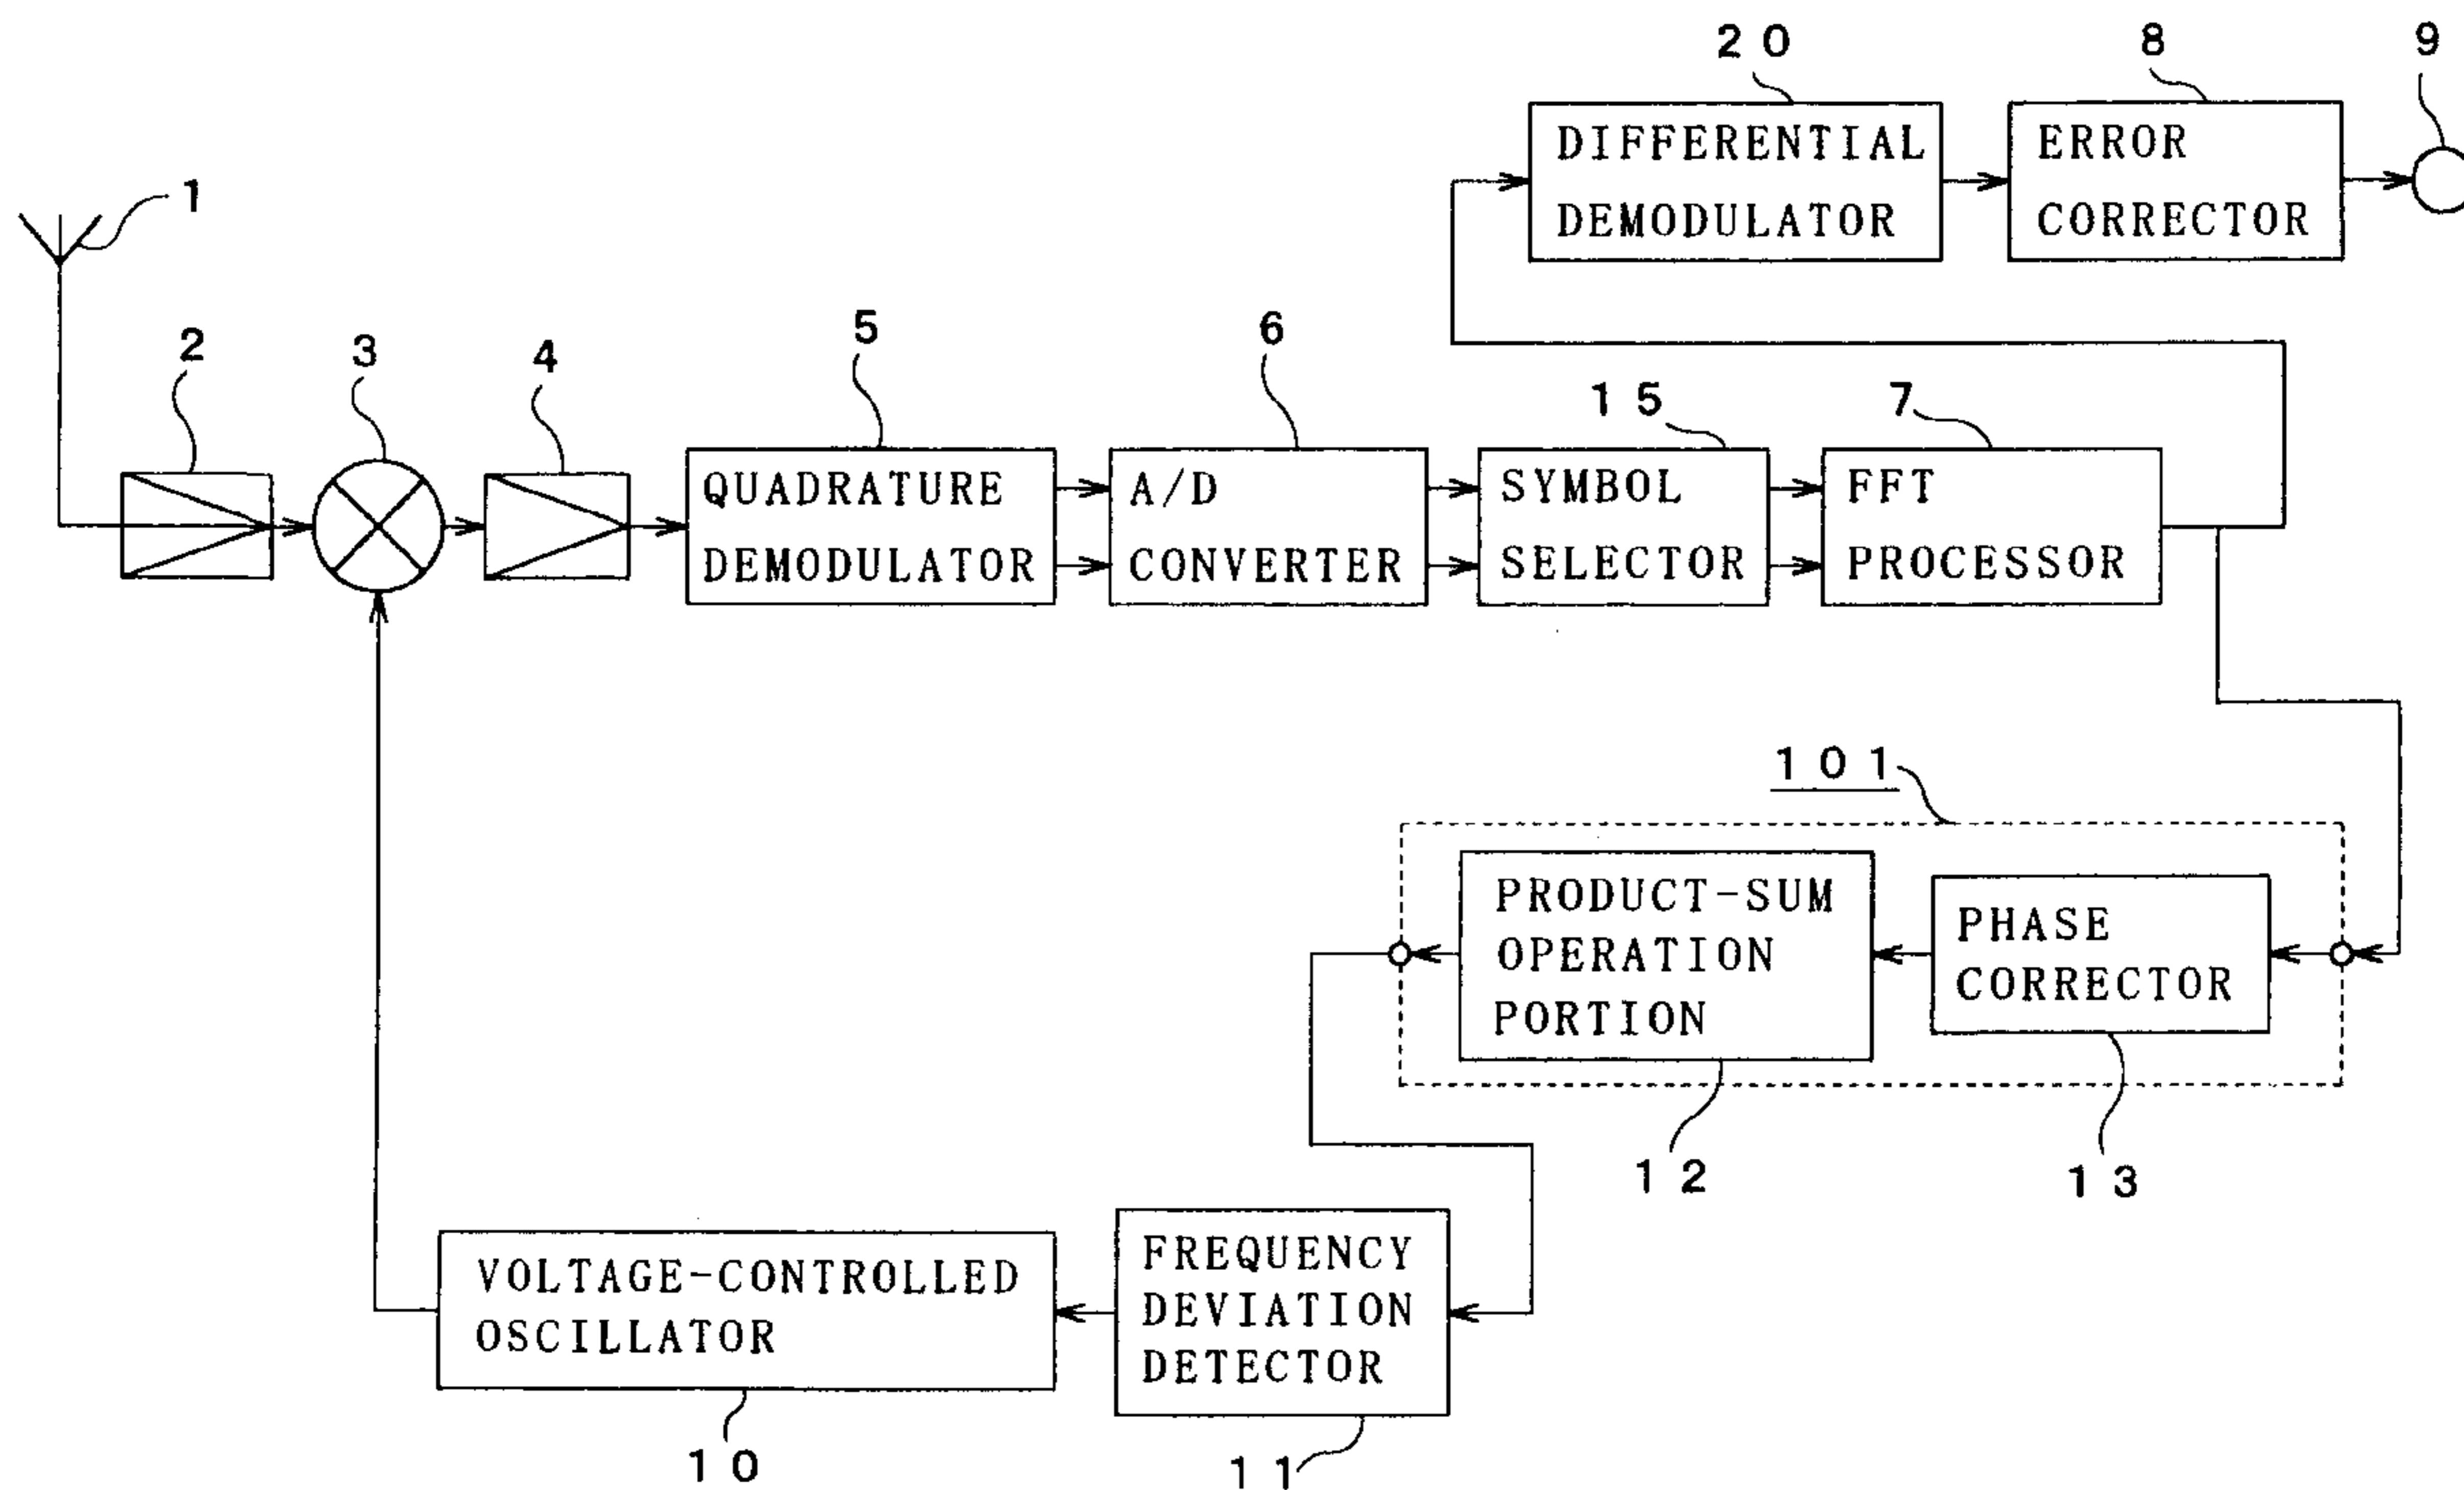 20
8
9
DIFFERENTIAL
DEMODULATOR
ERROR
CORRECTOR
1
2
3
4
5
6
15
7
QUADRATURE
DEMODULATOR
A/D
CONVERTER
SYMBOL
SELECTOR
FFT
PROCESSOR
101
PRODUCT-SUM
OPERATION
PORTION
PHASE
CORRECTOR
12
13
VOLTAGE-CONTROLLED
OSCILLATOR
FREQUENCY
DEVIATION
DETECTOR
10
11